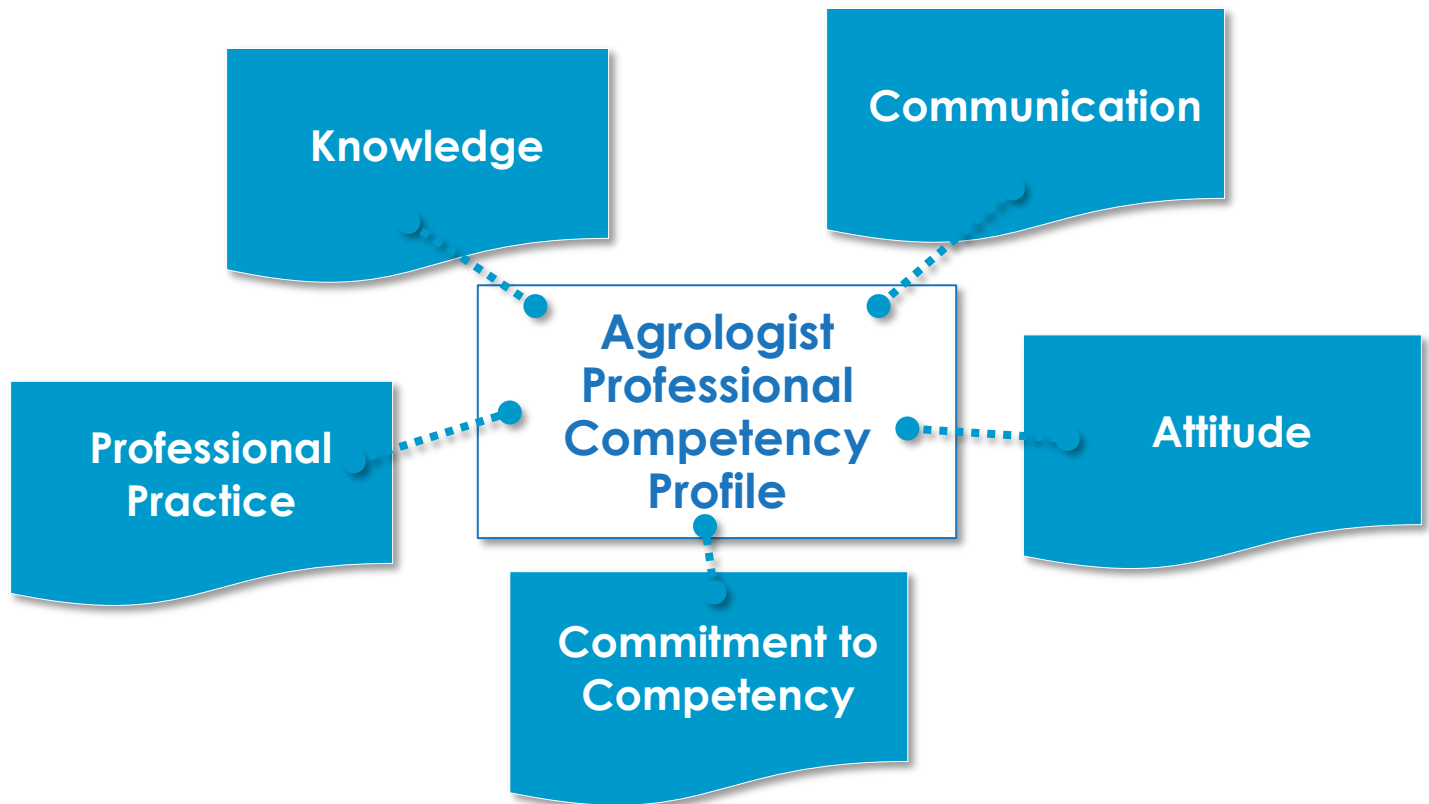 Knowledge
Communication
Agrologist
Professional
Competency
Profile
Attitude
Professional
Practice
Commitment to
Competency